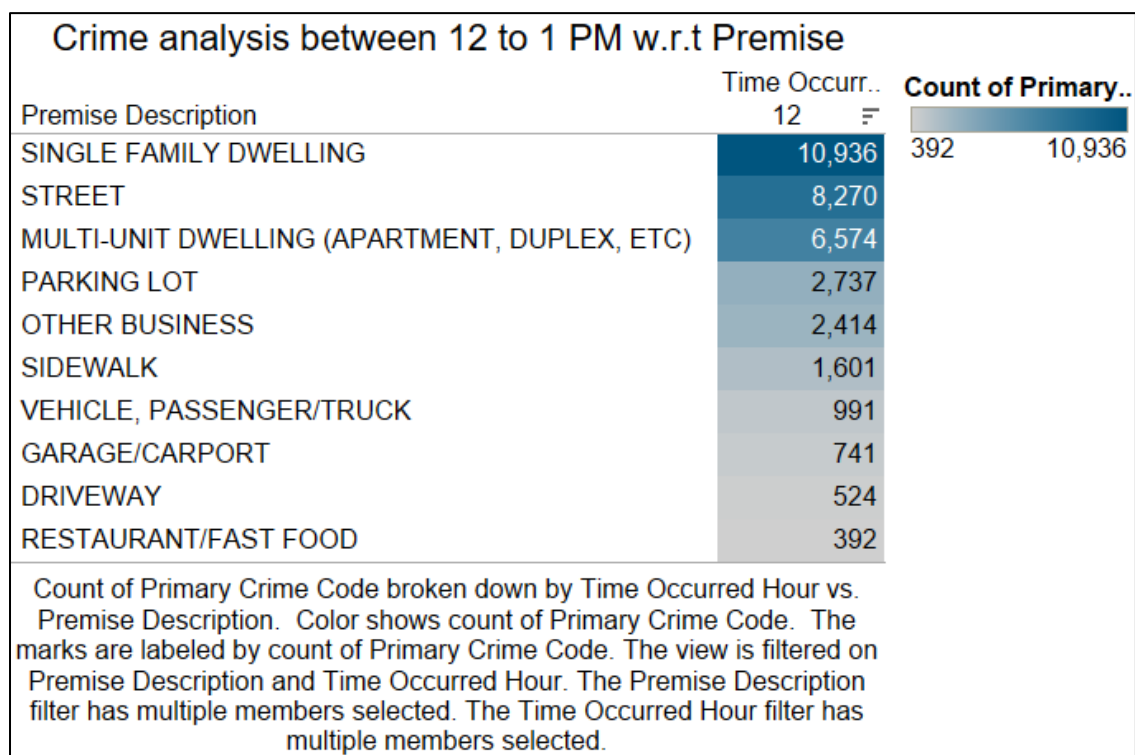 Crime analysis between 12 to 1 PM w.r.t Premise
Time Occurr..
Premise Description 12
SINGLE FAMILY DWELLING 10,936
STREET 8,270
MULTI-UNIT DWELLING (APARTMENT, DUPLEX, ETC) 6,574
PARKING LOT 2,737
OTHER BUSINESS 2,414
SIDEWALK 1,601
VEHICLE, PASSENGER/TRUCK 991
GARAGE/CARPORT 741
DRIVEWAY 524
RESTAURANT/FAST FOOD 392
Count of Primary Crime Code broken down by Time Occurred Hour vs.
Premise Description.  Color shows count of Primary Crime Code.  The
marks are labeled by count of Primary Crime Code. The view is filtered on
Premise Description and Time Occurred Hour. The Premise Description
filter has multiple members selected. The Time Occurred Hour filter has
multiple members selected.
Count of Primary..
392 10,936